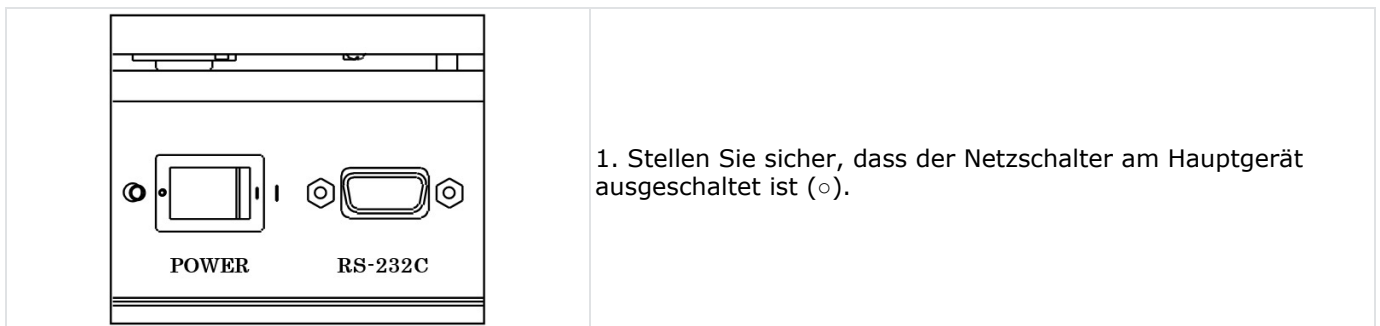 1. Stellen Sie sicher, dass der Netzschalter am Hauptgerät
ausgeschaltet ist (○).
POWER RS-232C